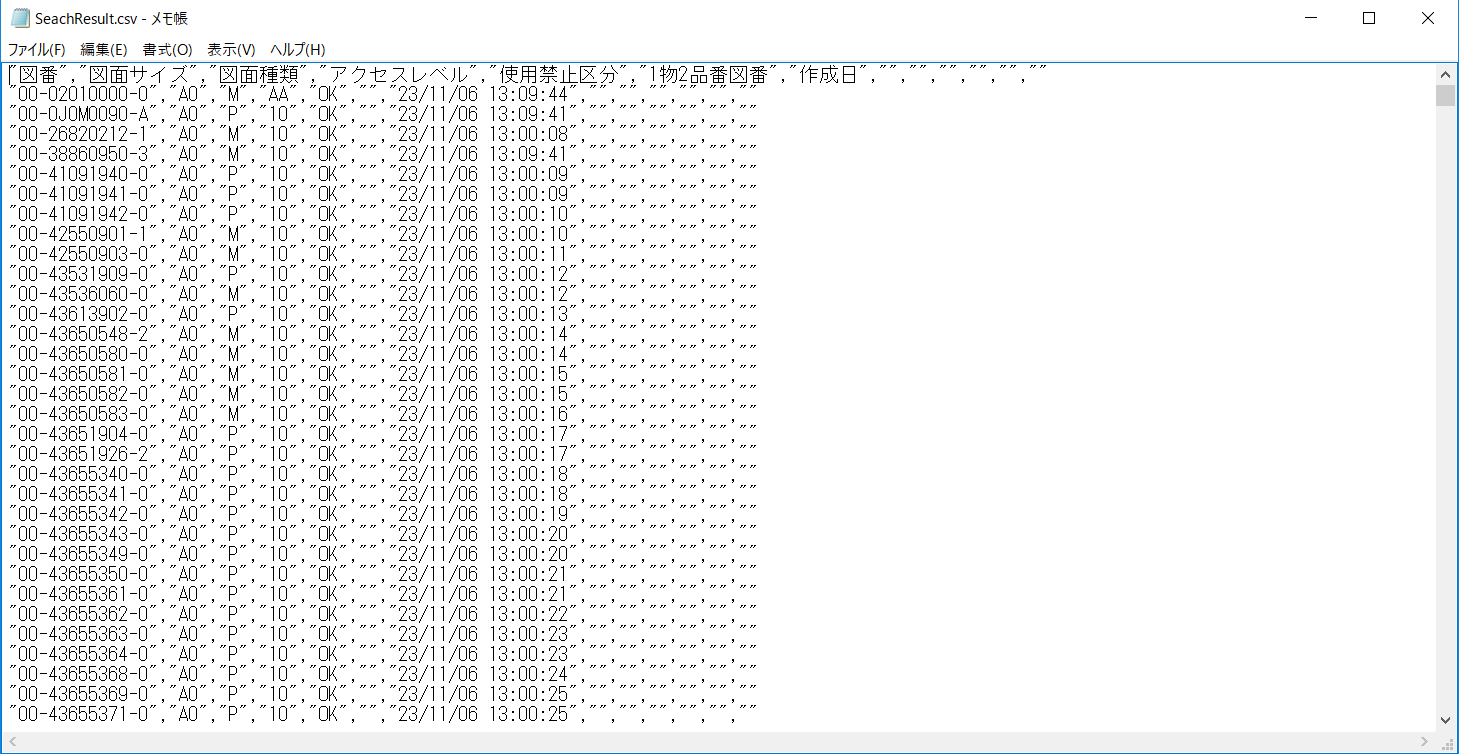 SeachResult.csv - メモ帳
ファイル(F) 編集(E) 書式(O) 表示(V) ヘルプ(H)
"図番","図面サイズ","図面種類","アクセスレベル","使用禁止区分","1物2品番図番","作成日","","","","","",""
"00-02010000-0","A0","M","AA","OK","","23/11/06 13:09:44","","","","","",""
"00-0J0M0090-A","A0","P","10","OK","","23/11/06 13:09:41","","","","","",""
"00-26820212-1","A0","M","10","OK","","23/11/06 13:00:08","","","","","",""
"00-38860950-3","A0","M","10","OK","","23/11/06 13:09:41","","","","","",""
"00-41091940-0","A0","P","10","OK","","23/11/06 13:00:09","","","","","",""
"00-41091941-0","A0","P","10","OK","","23/11/06 13:00:09","","","","","",""
"00-41091942-0","A0","P","10","OK","","23/11/06 13:00:10","","","","","",""
"00-42550901-1","A0","M","10","OK","","23/11/06 13:00:10","","","","","",""
"00-42550903-0","A0","M","10","OK","","23/11/06 13:00:11","","","","","",""
"00-43531909-0","A0","P","10","OK","","23/11/06 13:00:12","","","","","",""
"00-43536060-0","A0","M","10","OK","","23/11/06 13:00:12","","","","","",""
"00-43613902-0","A0","P","10","OK","","23/11/06 13:00:13","","","","","",""
"00-43650548-2","A0","M","10","OK","","23/11/06 13:00:14","","","","","",""
"00-43650580-0","A0","M","10","OK","","23/11/06 13:00:14","","","","","",""
"00-43650581-0","A0","M","10","OK","","23/11/06 13:00:15","","","","","",""
"00-43650582-0","A0","M","10","OK","","23/11/06 13:00:15","","","","","",""
"00-43650583-0","A0","M","10","OK","","23/11/06 13:00:16","","","","","",""
"00-43651904-0","A0","P","10","OK","","23/11/06 13:00:17","","","","","",""
"00-43651926-2","A0","P","10","OK","","23/11/06 13:00:17","","","","","",""
"00-43655340-0","A0","P","10","OK","","23/11/06 13:00:18","","","","","",""
"00-43655341-0","A0","P","10","OK","","23/11/06 13:00:18","","","","","",""
"00-43655342-0","A0","P","10","OK","","23/11/06 13:00:19","","","","","",""
"00-43655343-0","A0","P","10","OK","","23/11/06 13:00:20","","","","","",""
"00-43655349-0","A0","P","10","OK","","23/11/06 13:00:20","","","","","",""
"00-43655350-0","A0","P","10","OK","","23/11/06 13:00:21","","","","","",""
"00-43655361-0","A0","P","10","OK","","23/11/06 13:00:21","","","","","",""
"00-43655362-0","A0","P","10","OK","","23/11/06 13:00:22","","","","","",""
"00-43655363-0","A0","P","10","OK","","23/11/06 13:00:23","","","","","",""
"00-43655364-0","A0","P","10","OK","","23/11/06 13:00:23","","","","","",""
"00-43655368-0","A0","P","10","OK","","23/11/06 13:00:24","","","","","",""
"00-43655369-0","A0","P","10","OK","","23/11/06 13:00:25","","","","","",""
"00-43655371-0","A0","P","10","OK","","23/11/06 13:00:25","","","","","",""